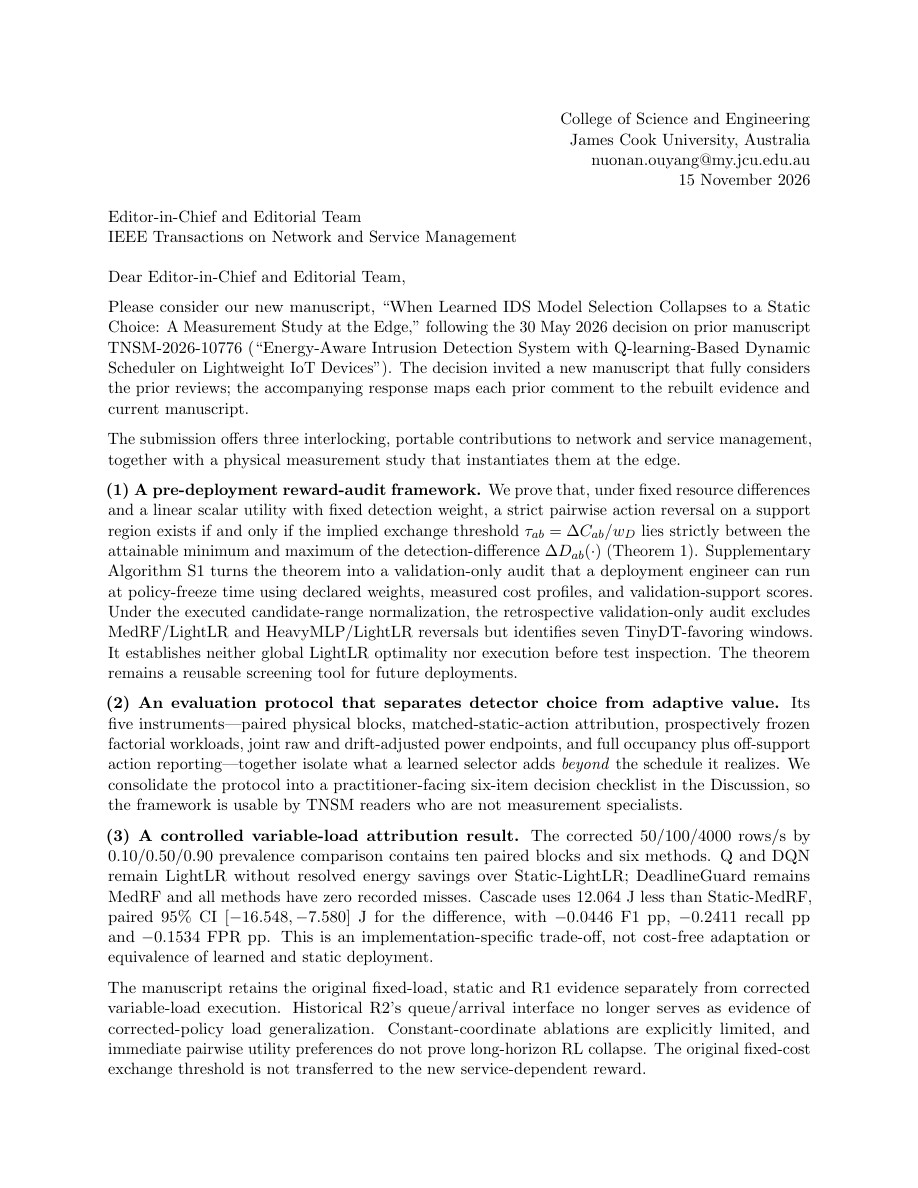 College of Science and Engineering
James Cook University, Australia
nuonan.ouyang@my.jcu.edu.au
15 November 2026
Editor-in-Chief and Editorial Team
IEEE Transactions on Network and Service Management
Dear Editor-in-Chief and Editorial Team,
Please consider our new manuscript, “When Learned IDS Model Selection Collapses to a Static
Choice: A Measurement Study at the Edge,” following the 30 May 2026 decision on prior manuscript
TNSM-2026-10776 (“Energy-Aware Intrusion Detection System with Q-learning-Based Dynamic
Scheduler on Lightweight IoT Devices”). The decision invited a new manuscript that fully considers
the prior reviews; the accompanying response maps each prior comment to the rebuilt evidence and
current manuscript.
The submission offers three interlocking, portable contributions to network and service management,
together with a physical measurement study that instantiates them at the edge.
(1) A pre-deployment reward-audit framework. We prove that, under fixed resource differences
and a linear scalar utility with fixed detection weight, a strict pairwise action reversal on a support
region exists if and only if the implied exchange threshold τ_ab = ΔC_ab/w_D lies strictly between the
attainable minimum and maximum of the detection-difference ΔD_ab(·) (Theorem 1). Supplementary
Algorithm S1 turns the theorem into a validation-only audit that a deployment engineer can run
at policy-freeze time using declared weights, measured cost profiles, and validation-support scores.
Under the executed candidate-range normalization, the retrospective validation-only audit excludes
MedRF/LightLR and HeavyMLP/LightLR reversals but identifies seven TinyDT-favoring windows.
It establishes neither global LightLR optimality nor execution before test inspection. The theorem
remains a reusable screening tool for future deployments.
(2) An evaluation protocol that separates detector choice from adaptive value. Its
five instruments—paired physical blocks, matched-static-action attribution, prospectively frozen
factorial workloads, joint raw and drift-adjusted power endpoints, and full occupancy plus off-support
action reporting—together isolate what a learned selector adds beyond the schedule it realizes. We
consolidate the protocol into a practitioner-facing six-item decision checklist in the Discussion, so
the framework is usable by TNSM readers who are not measurement specialists.
(3) A controlled variable-load attribution result. The corrected 50/100/4000 rows/s by
0.10/0.50/0.90 prevalence comparison contains ten paired blocks and six methods. Q and DQN
remain LightLR without resolved energy savings over Static-LightLR; DeadlineGuard remains
MedRF and all methods have zero recorded misses. Cascade uses 12.064 J less than Static-MedRF,
paired 95% CI [−16.548, −7.580] J for the difference, with −0.0446 F1 pp, −0.2411 recall pp
and −0.1534 FPR pp. This is an implementation-specific trade-off, not cost-free adaptation or
equivalence of learned and static deployment.
The manuscript retains the original fixed-load, static and R1 evidence separately from corrected
variable-load execution. Historical R2’s queue/arrival interface no longer serves as evidence of
corrected-policy load generalization. Constant-coordinate ablations are explicitly limited, and
immediate pairwise utility preferences do not prove long-horizon RL collapse. The original fixed-cost
exchange threshold is not transferred to the new service-dependent reward.